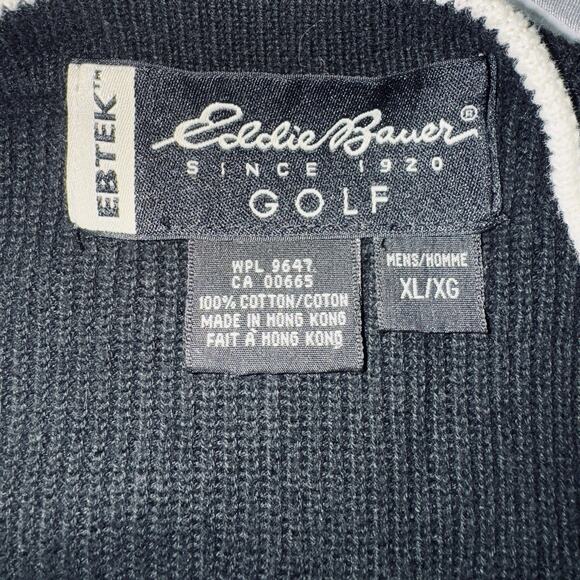 EBTEK™
Eddie Bauer®
SINCE 1920
GOLF
WPL 9647
CA 00665
100% COTTON/COTON
MADE IN HONG KONG
FAIT À HONG KONG
MENS/HOMME
XL/XG